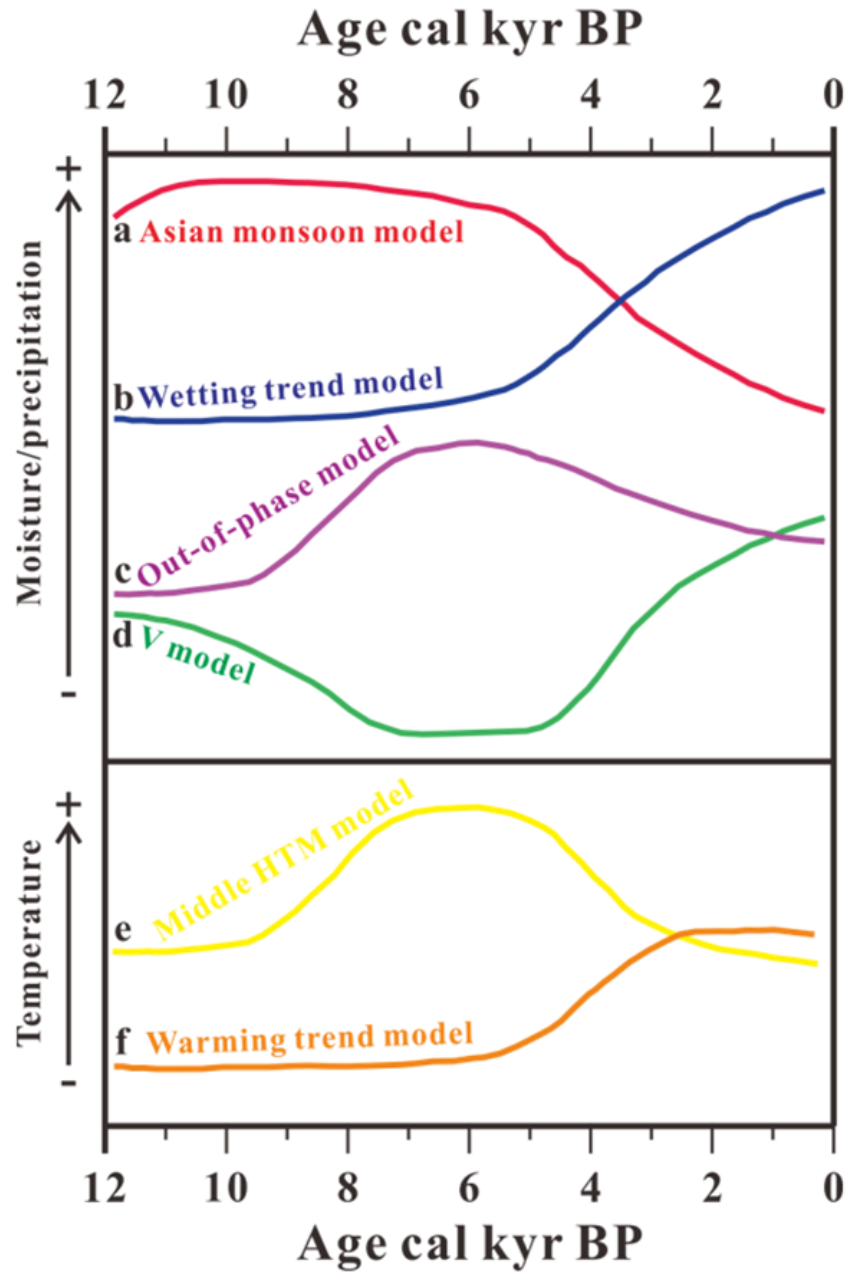 Age cal kyr BP
12 10 8 6 4 2 0
+
Moisture/precipitation
-
a Asian monsoon model
b Wetting trend model
c Out-of-phase model
d V model
+
Temperature
-
e Middle HTM model
f Warming trend model
12 10 8 6 4 2 0
Age cal kyr BP